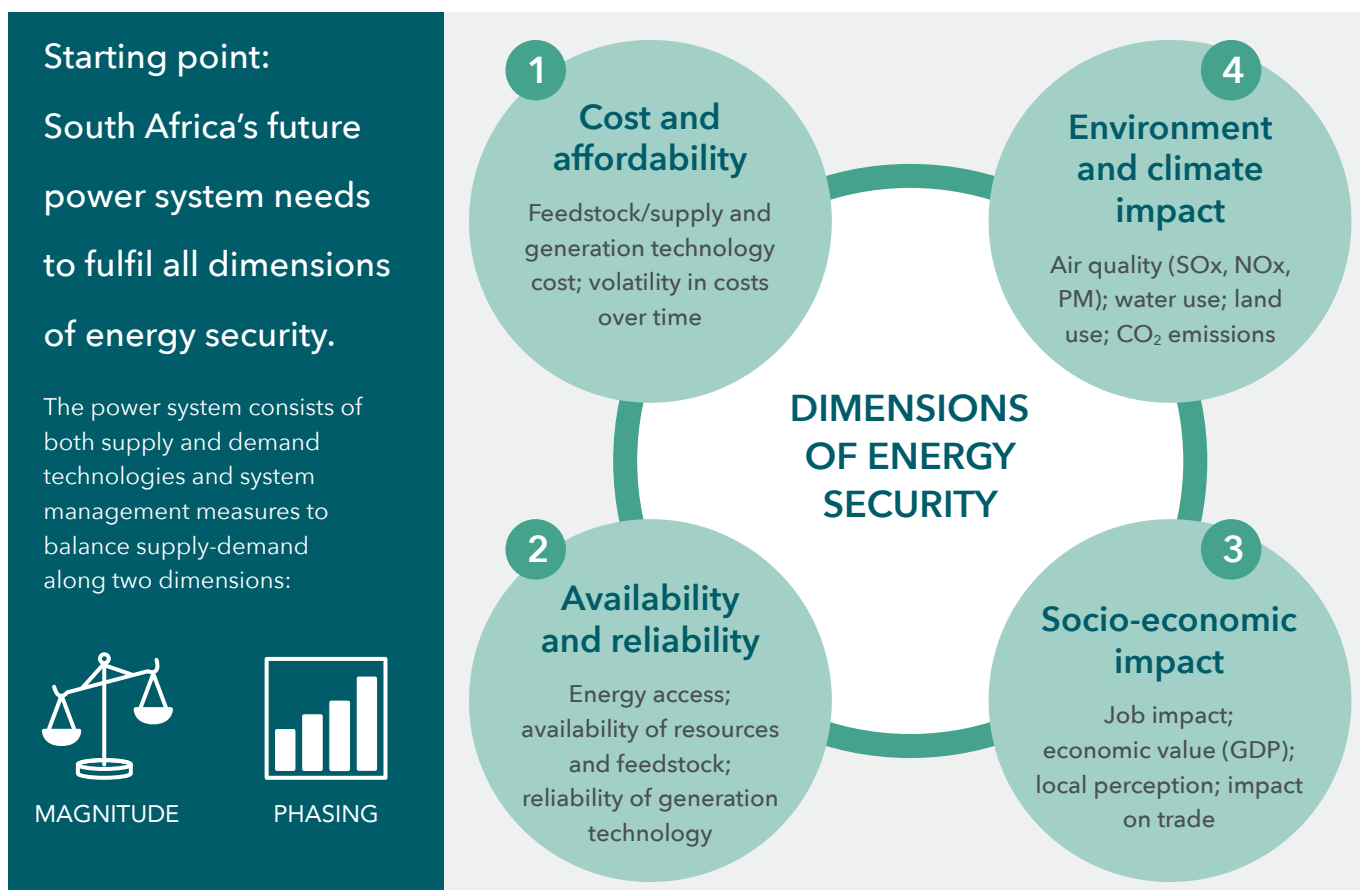 Starting point:
South Africa’s future
power system needs
to fulfil all dimensions
of energy security.
The power system consists of
both supply and demand
technologies and system
management measures to
balance supply-demand
along two dimensions:
MAGNITUDE
PHASING
1
Cost and
affordability
Feedstock/supply and
generation technology
cost; volatility in costs
over time
4
Environment
and climate
impact
Air quality (SOx, NOx,
PM); water use; land
use; CO₂ emissions
DIMENSIONS
OF ENERGY
SECURITY
2
Availability
and reliability
Energy access;
availability of resources
and feedstock;
reliability of generation
technology
3
Socio-economic
impact
Job impact;
economic value (GDP);
local perception; impact
on trade